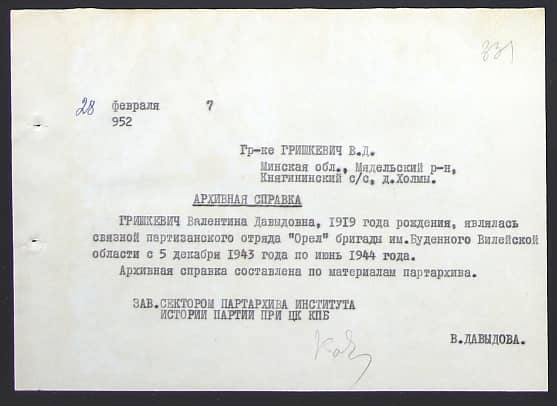 331
28 февраля 7
952
Гр-ке ГРИШКЕВИЧ В.Д.
Минская обл., Мядельский р-н,
Княгининский с/с, д.Холмы.
АРХИВНАЯ СПРАВКА
ГРИШКЕВИЧ Валентина Давыдовна, 1919 года рождения, являлась
связной партизанского отряда "Орел" бригады им.Буденного Вилейской
области с 5 декабря 1943 года по июнь 1944 года.
Архивная справка составлена по материалам партархива.
ЗАВ.СЕКТОРОМ ПАРТАРХИВА ИНСТИТУТА
ИСТОРИИ ПАРТИИ ПРИ ЦК КПБ
В.ДАВЫДОВА.